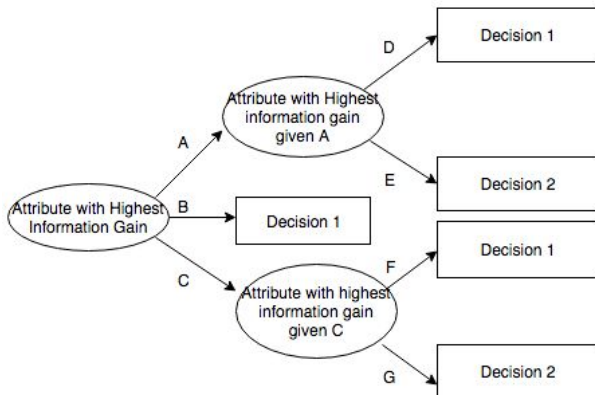 D
Decision 1
Attribute with Highest
information gain
given A
A
E
Decision 2
Attribute with Highest
Information Gain
B
Decision 1
C
F
Decision 1
Attribute with highest
information gain
given C
G
Decision 2